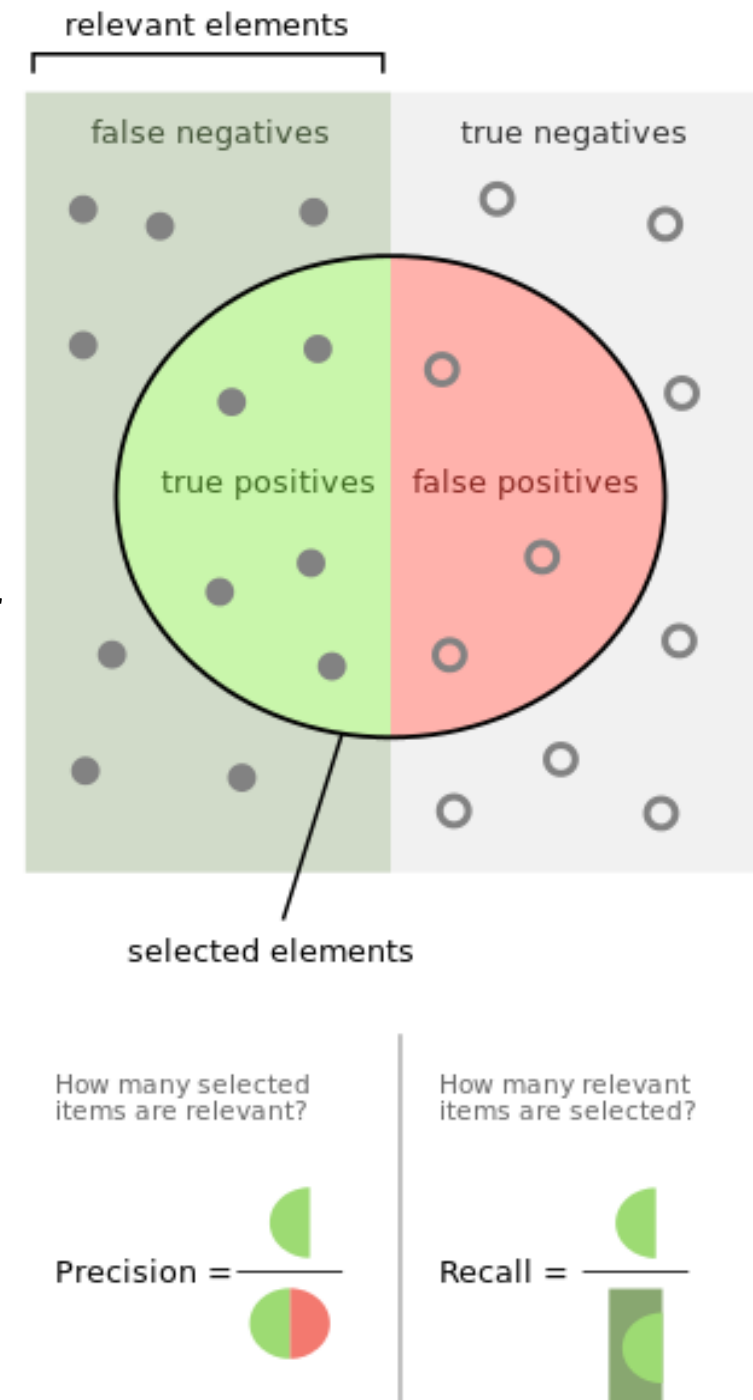 relevant elements
false negatives
true negatives
true positives
false positives
selected elements
How many selected
items are relevant?
Precision =
How many relevant
items are selected?
Recall =